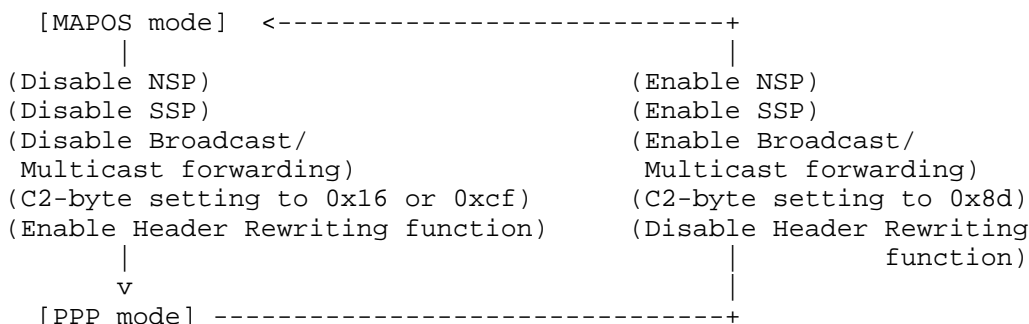 [MAPOS mode]  <-----------------------------+
       |                                      |
(Disable NSP)                          (Enable NSP)
(Disable SSP)                          (Enable SSP)
(Disable Broadcast/                    (Enable Broadcast/
 Multicast forwarding)                  Multicast forwarding)
(C2-byte setting to 0x16 or 0xcf)      (C2-byte setting to 0x8d)
(Enable Header Rewriting function)     (Disable Header Rewriting
       |                                      |         function)
       v                                      |
  [PPP mode] ---------------------------------+